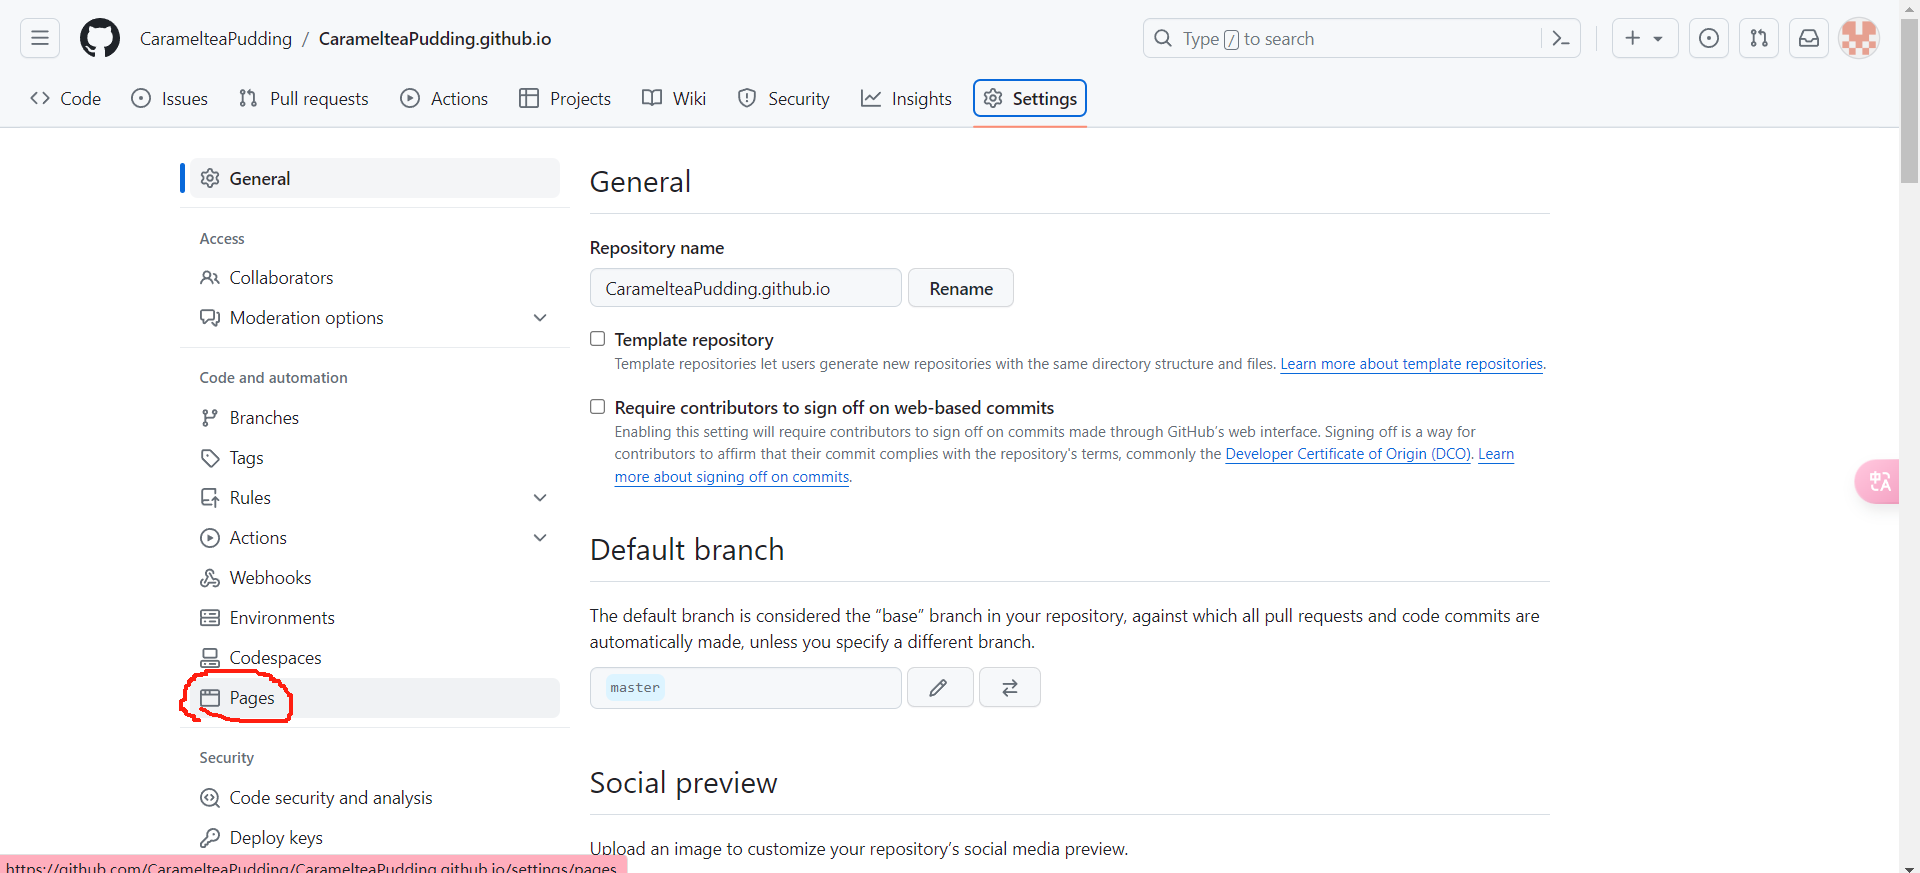 CaramelteaPudding / CaramelteaPudding.github.io
Type / to search
Code
Issues
Pull requests
Actions
Projects
Wiki
Security
Insights
Settings
General
Access
Collaborators
Moderation options
Code and automation
Branches
Tags
Rules
Actions
Webhooks
Environments
Codespaces
Pages
Security
Code security and analysis
Deploy keys
https://github.com/CaramelteaPudding/CaramelteaPudding.github.io/settings/pages
General
Repository name
CaramelteaPudding.github.io
Rename
Template repository
Template repositories let users generate new repositories with the same directory structure and files. Learn more about template repositories.
Require contributors to sign off on web-based commits
Enabling this setting will require contributors to sign off on commits made through GitHub’s web interface. Signing off is a way for
contributors to affirm that their commit complies with the repository's terms, commonly the Developer Certificate of Origin (DCO). Learn
more about signing off on commits.
Default branch
The default branch is considered the “base” branch in your repository, against which all pull requests and code commits are
automatically made, unless you specify a different branch.
master
Social preview
Upload an image to customize your repository’s social media preview.
中A